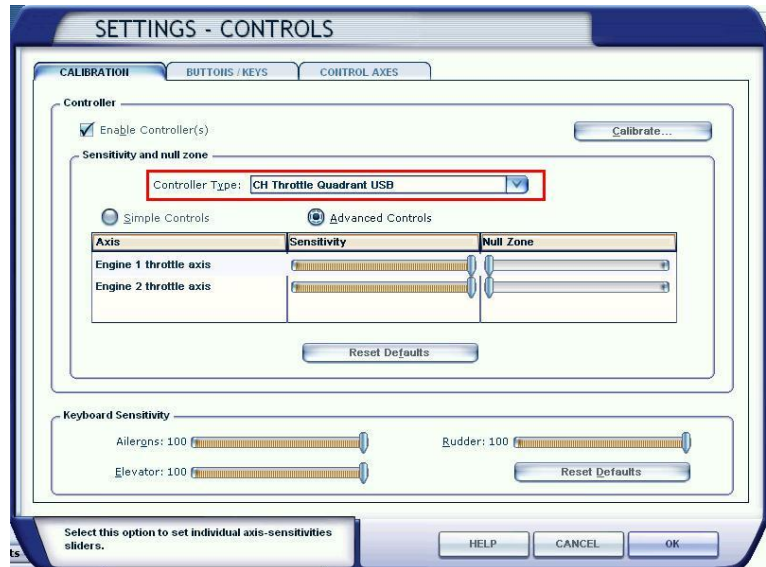 SETTINGS - CONTROLS
CALIBRATION
BUTTONS / KEYS
CONTROL AXES
Controller
Enable Controller(s)
Calibrate...
Sensitivity and null zone
Controller Type: CH Throttle Quadrant USB
Simple Controls
Advanced Controls
Axis
Sensitivity
Null Zone
Engine 1 throttle axis
Engine 2 throttle axis
Reset Defaults
Keyboard Sensitivity
Ailerons: 100
Rudder: 100
Elevator: 100
Reset Defaults
Select this option to set individual axis-sensitivities
sliders.
HELP
CANCEL
OK
ts